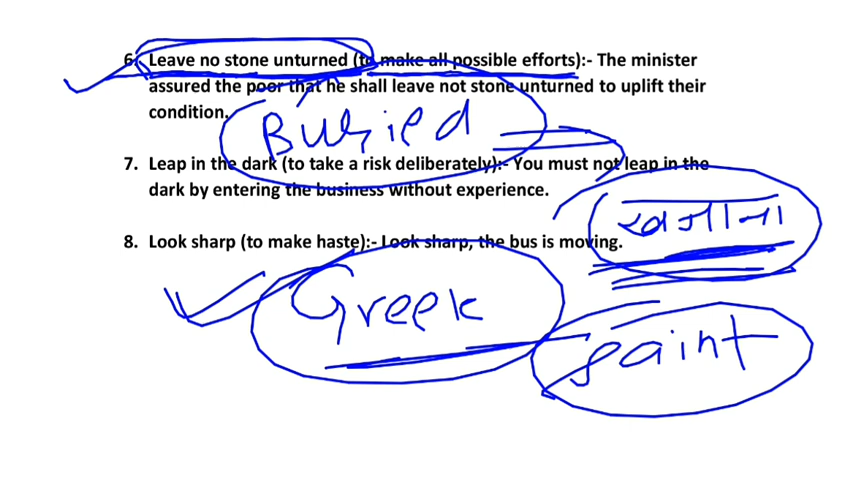 6. Leave no stone unturned (to make all possible efforts):- The minister
assured the poor that he shall leave not stone unturned to uplift their
condition.
Buried
7. Leap in the dark (to take a risk deliberately):- You must not leap in the
dark by entering the business without experience.
खजाना
8. Look sharp (to make haste):- Look sharp, the bus is moving.
Greek
saint